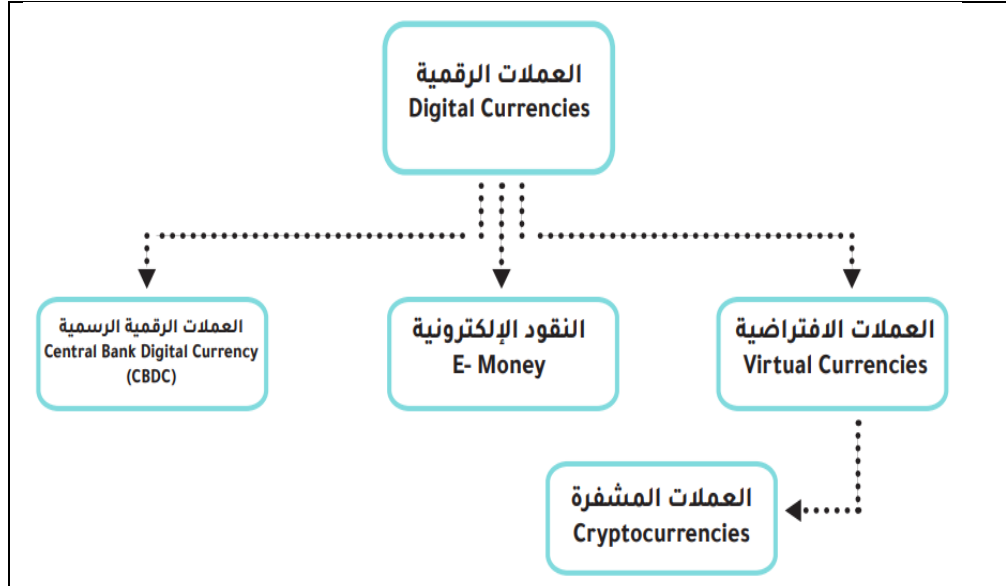 العملات الرقمية
Digital Currencies
العملات الافتراضية
Virtual Currencies
النقود الإلكترونية
E- Money
العملات الرقمية الرسمية
Central Bank Digital Currency
(CBDC)
العملات المشفرة
Cryptocurrencies